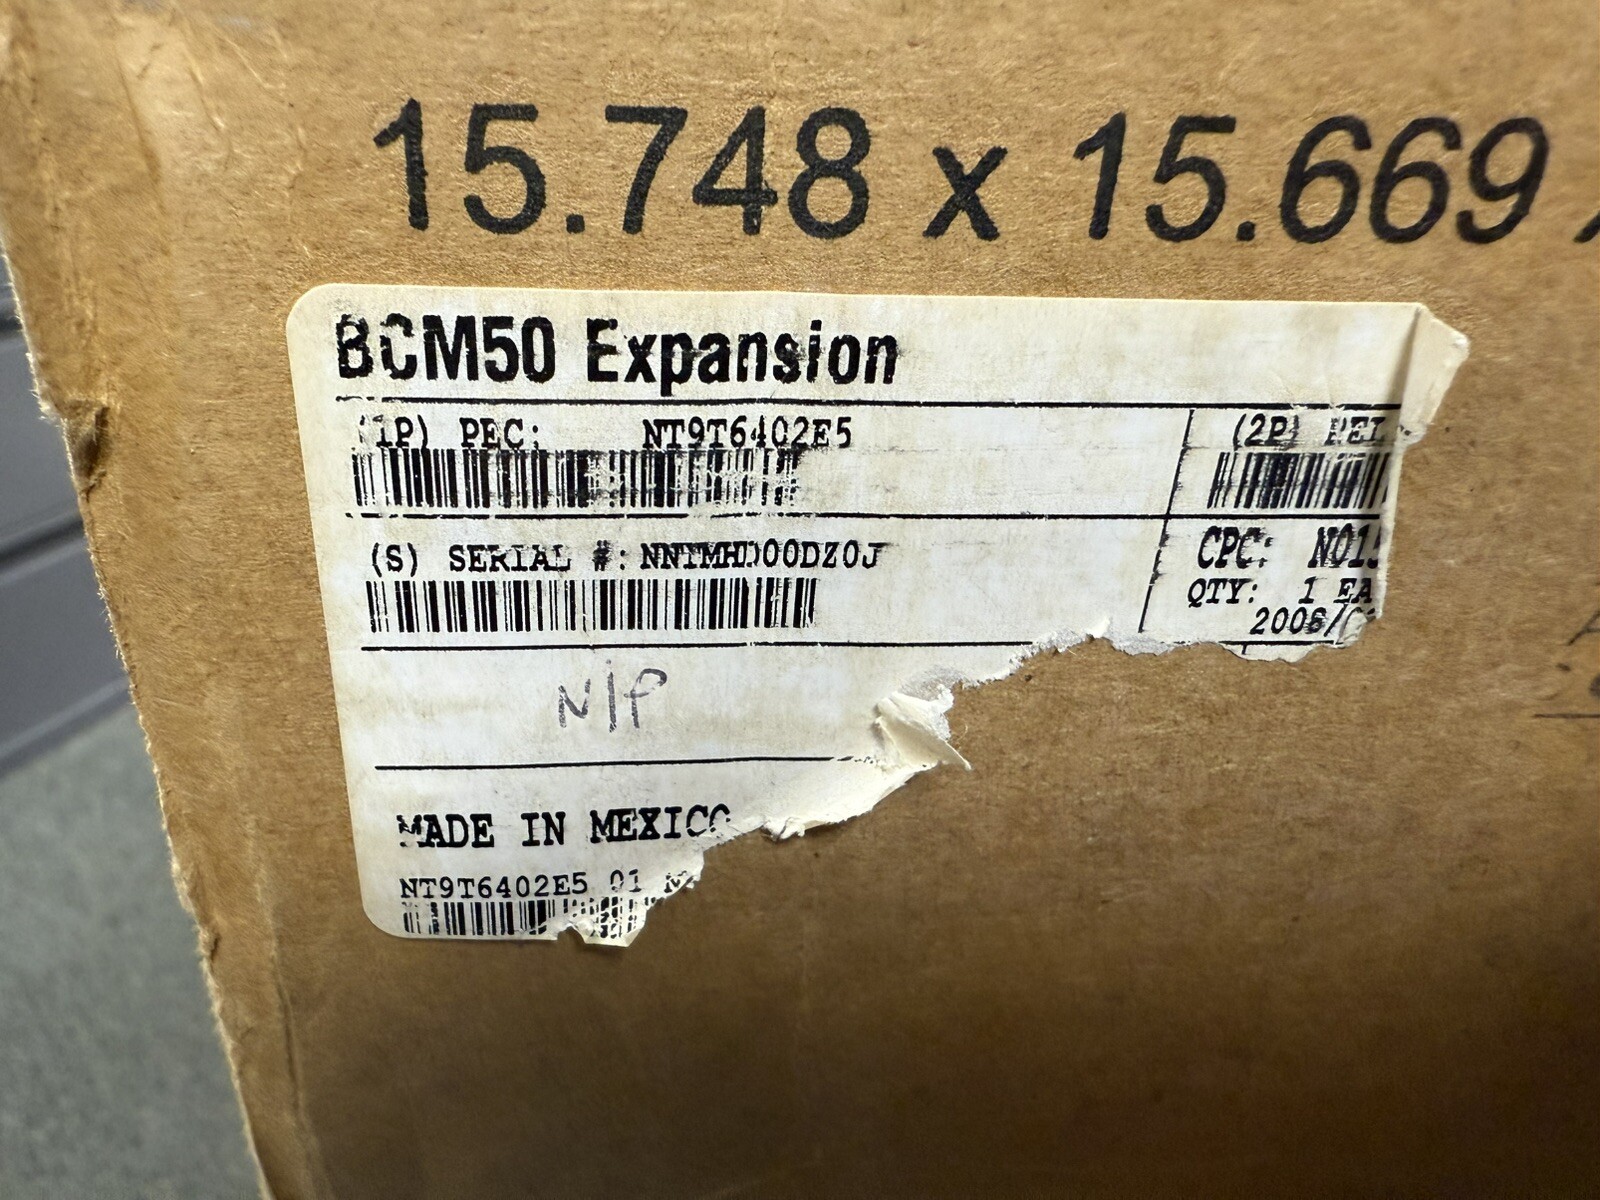 15.748 x 15.669
BCM50 Expansion
(1P) PEC: NT9T6402E5
(2P) REL
(S) SERIAL #: NNTMHD00DZ0J
CPC: N015
QTY: 1 EA
2006/
N/P
MADE IN MEXICO
NT9T6402E5 01